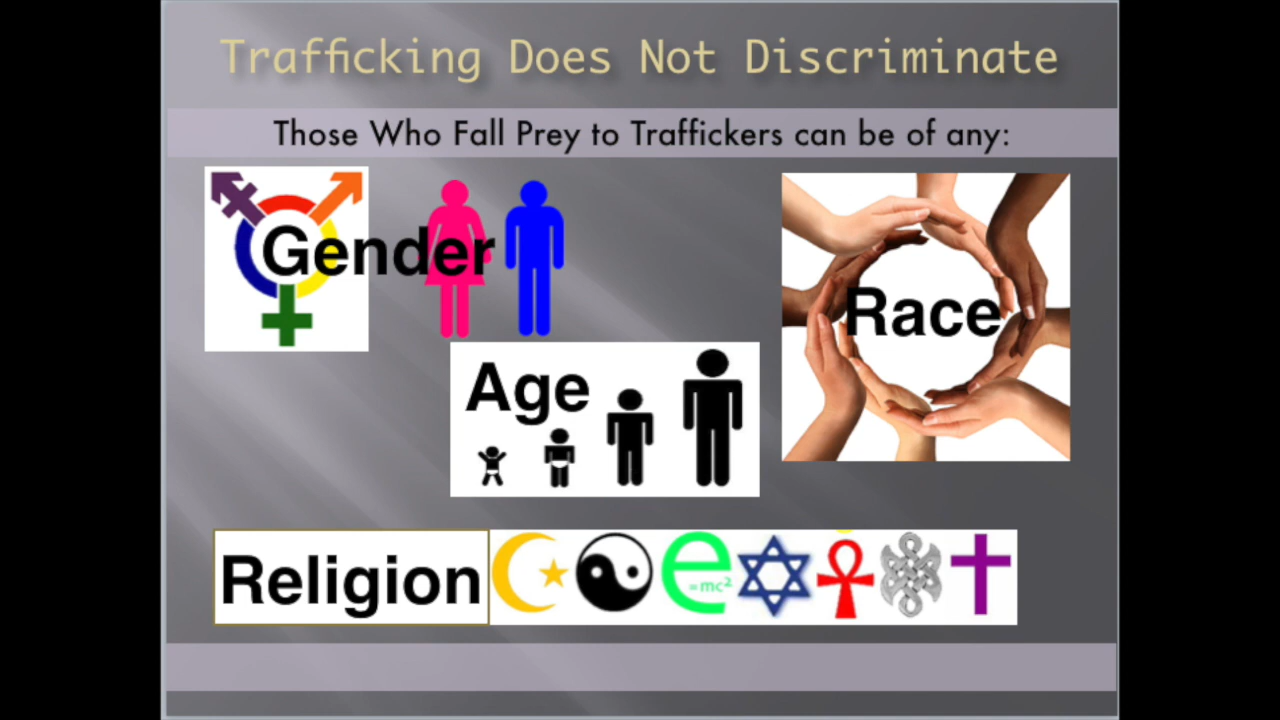 Trafficking Does Not Discriminate
Those Who Fall Prey to Traffickers can be of any:
Gender
Race
Age
Religion
e =mc²